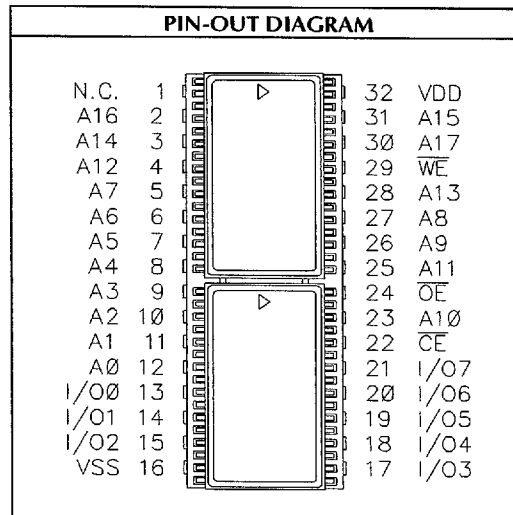 PIN-OUT DIAGRAM
N.C. 1 32 VDD
A16 2 31 A15
A14 3 30 A17
A12 4 29 WE
A7 5 28 A13
A6 6 27 A8
A5 7 26 A9
A4 8 25 A11
A3 9 24 OE
A2 10 23 A10
A1 11 22 CE
A0 12 21 I/O7
I/O0 13 20 I/O6
I/O1 14 19 I/O5
I/O2 15 18 I/O4
VSS 16 17 I/O3